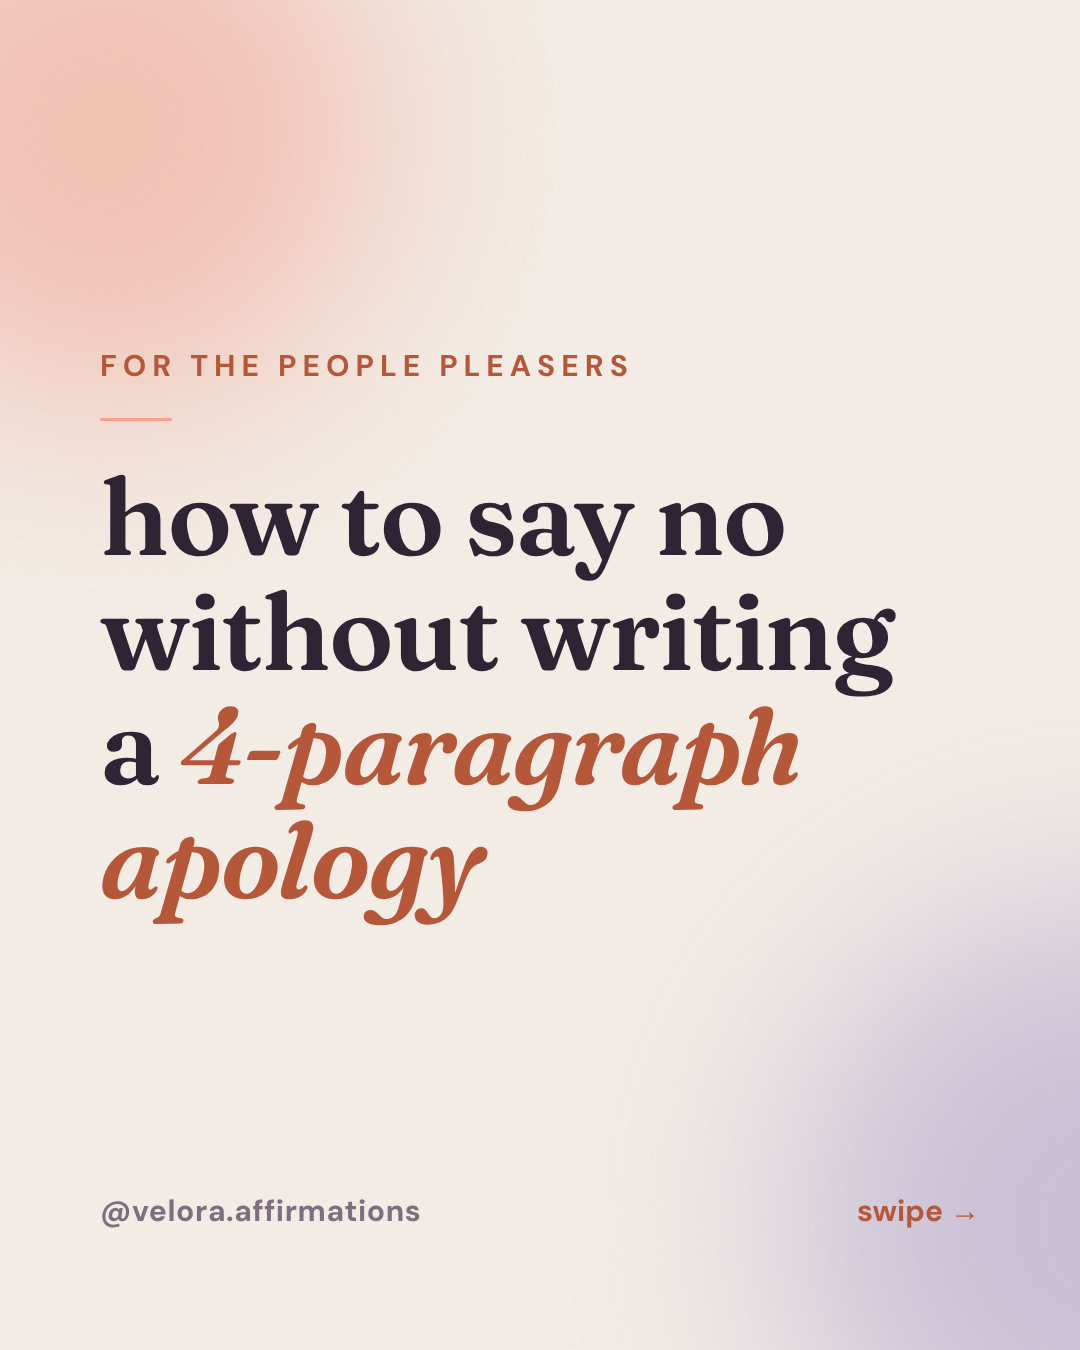 FOR THE PEOPLE PLEASERS
how to say no
without writing
a 4-paragraph
apology
@velora.affirmations
swipe →